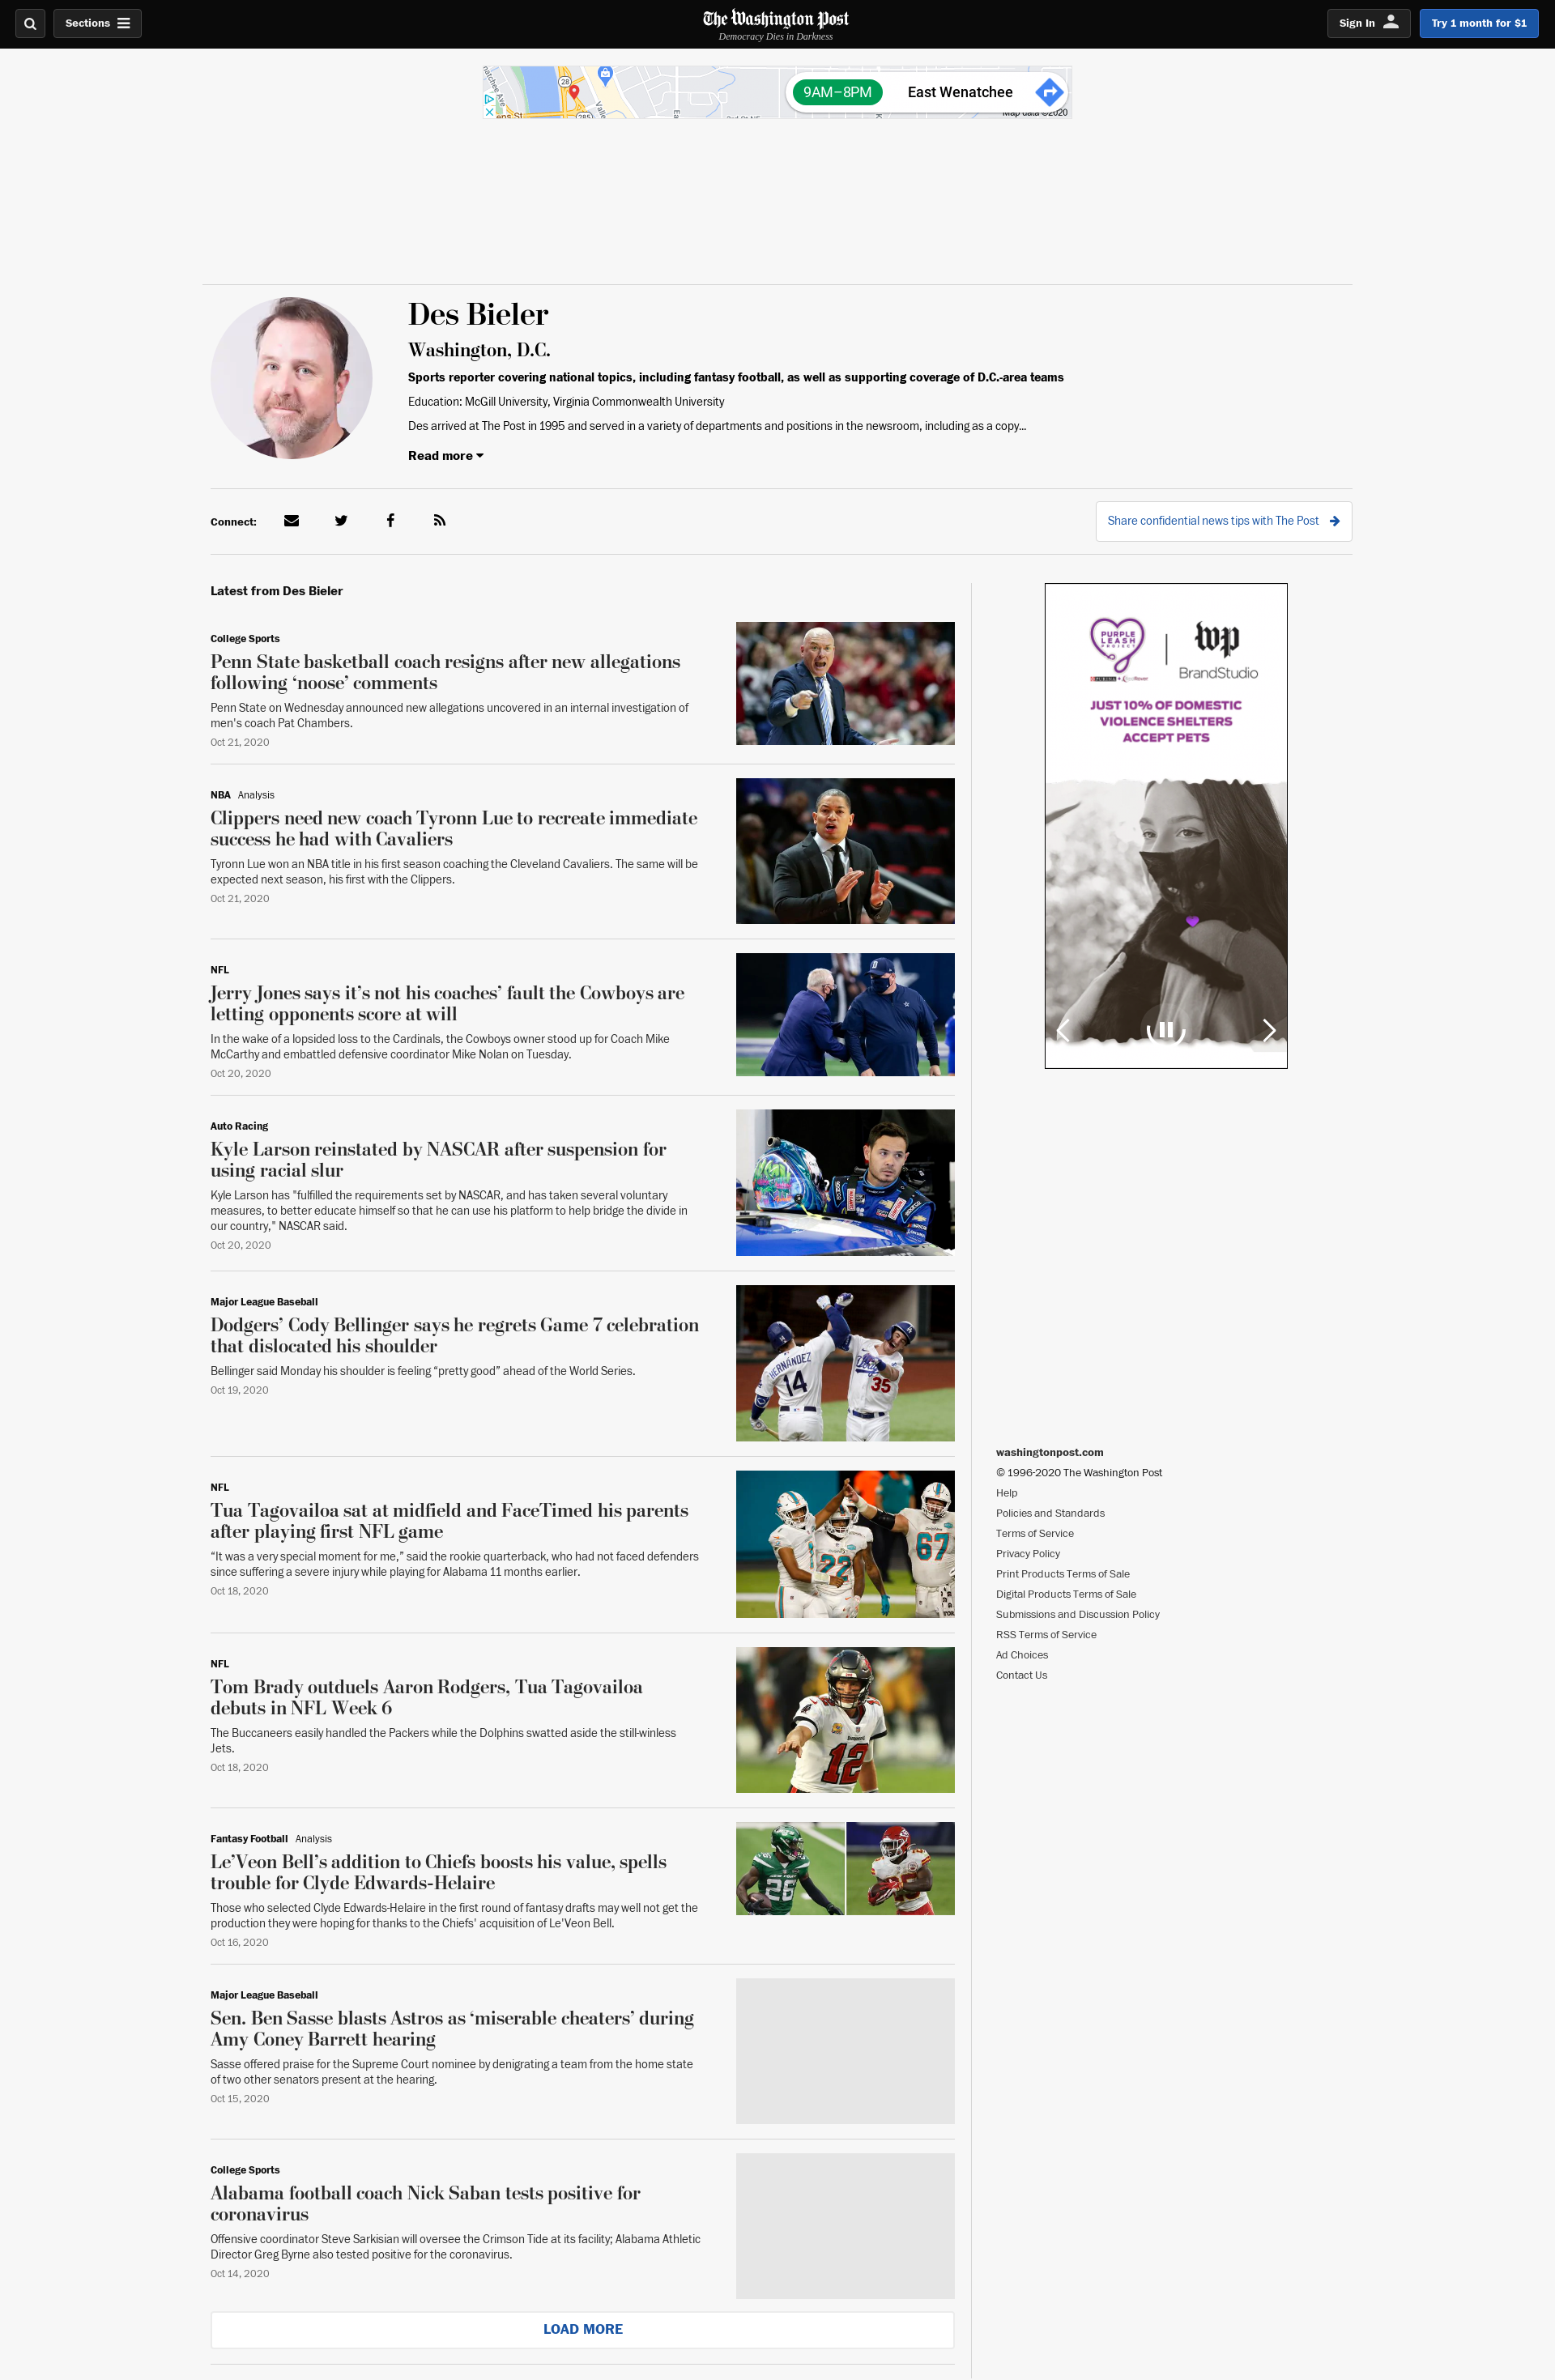 Sections
The Washington Post
Democracy Dies in Darkness
Sign In
Try 1 month for $1
28
28
285
9AM–8PM
East Wenatchee
Map data ©2020
Des Bieler
Washington, D.C.
Sports reporter covering national topics, including fantasy football, as well as supporting coverage of D.C.-area teams
Education: McGill University, Virginia Commonwealth University
Des arrived at The Post in 1995 and served in a variety of departments and positions in the newsroom, including as a copy...
Read more
Connect:
Share confidential news tips with The Post
Latest from Des Bieler
College Sports
Penn State basketball coach resigns after new allegations
following ‘noose’ comments
Penn State on Wednesday announced new allegations uncovered in an internal investigation of
men's coach Pat Chambers.
Oct 21, 2020
NBA Analysis
Clippers need new coach Tyronn Lue to recreate immediate
success he had with Cavaliers
Tyronn Lue won an NBA title in his first season coaching the Cleveland Cavaliers. The same will be
expected next season, his first with the Clippers.
Oct 21, 2020
NFL
Jerry Jones says it’s not his coaches’ fault the Cowboys are
letting opponents score at will
In the wake of a lopsided loss to the Cardinals, the Cowboys owner stood up for Coach Mike
McCarthy and embattled defensive coordinator Mike Nolan on Tuesday.
Oct 20, 2020
Auto Racing
Kyle Larson reinstated by NASCAR after suspension for
using racial slur
Kyle Larson has "fulfilled the requirements set by NASCAR, and has taken several voluntary
measures, to better educate himself so that he can use his platform to help bridge the divide in
our country," NASCAR said.
Oct 20, 2020
Major League Baseball
Dodgers’ Cody Bellinger says he regrets Game 7 celebration
that dislocated his shoulder
Bellinger said Monday his shoulder is feeling “pretty good” ahead of the World Series.
Oct 19, 2020
HERNÁNDEZ
14
35
NFL
Tua Tagovailoa sat at midfield and FaceTimed his parents
after playing first NFL game
“It was a very special moment for me,” said the rookie quarterback, who had not faced defenders
since suffering a severe injury while playing for Alabama 11 months earlier.
Oct 18, 2020
22
67
NFL
Tom Brady outduels Aaron Rodgers, Tua Tagovailoa
debuts in NFL Week 6
The Buccaneers easily handled the Packers while the Dolphins swatted aside the still-winless
Jets.
Oct 18, 2020
12
Fantasy Football Analysis
Le’Veon Bell’s addition to Chiefs boosts his value, spells
trouble for Clyde Edwards-Helaire
Those who selected Clyde Edwards-Helaire in the first round of fantasy drafts may well not get the
production they were hoping for thanks to the Chiefs' acquisition of Le'Veon Bell.
Oct 16, 2020
26
Major League Baseball
Sen. Ben Sasse blasts Astros as ‘miserable cheaters’ during
Amy Coney Barrett hearing
Sasse offered praise for the Supreme Court nominee by denigrating a team from the home state
of two other senators present at the hearing.
Oct 15, 2020
College Sports
Alabama football coach Nick Saban tests positive for
coronavirus
Offensive coordinator Steve Sarkisian will oversee the Crimson Tide at its facility; Alabama Athletic
Director Greg Byrne also tested positive for the coronavirus.
Oct 14, 2020
LOAD MORE
PURPLE
LEASH
PROJECT
wp
BrandStudio
JUST 10% OF DOMESTIC
VIOLENCE SHELTERS
ACCEPT PETS
washingtonpost.com
© 1996-2020 The Washington Post
Help
Policies and Standards
Terms of Service
Privacy Policy
Print Products Terms of Sale
Digital Products Terms of Sale
Submissions and Discussion Policy
RSS Terms of Service
Ad Choices
Contact Us